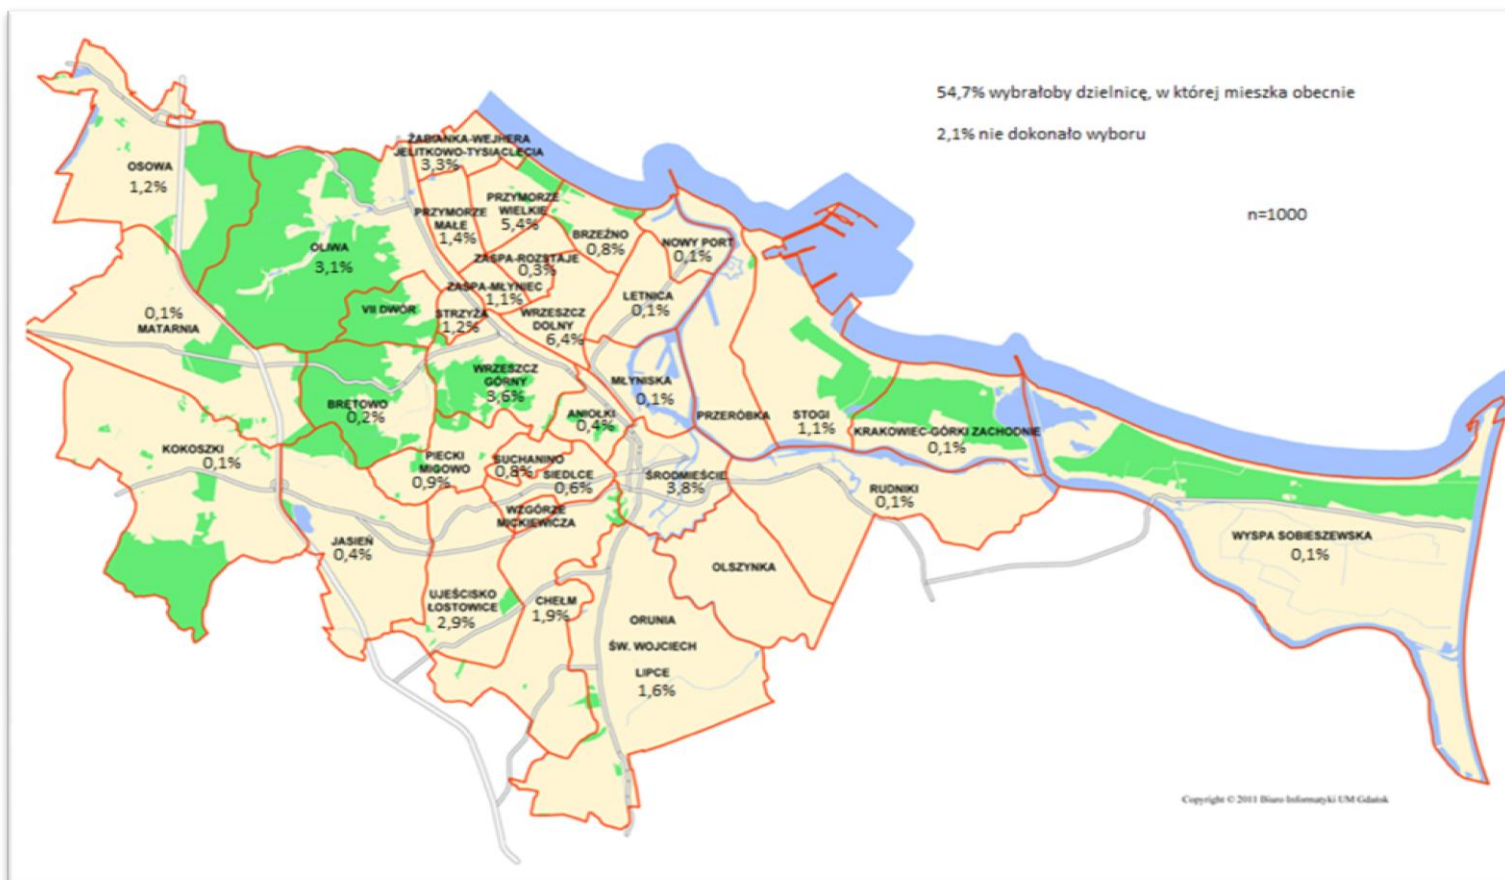 54,7% wybrałoby dzielnicę, w której mieszka obecnie
2,1% nie dokonało wyboru
n=1000
ŻABIANKA-WEJHERA
JELITKOWO-TYSIĄCLECIA
3,3%
OSOWA
1,2%
PRZYMORZE
WIELKIE
5,4%
PRZYMORZE
MAŁE
1,4%
BRZEŹNO
0,8%
NOWY PORT
0,1%
OLIWA
3,1%
ZASPA-ROZSTAJE
0,3%
ZASPA-MŁYNIEC
1,1%
LETNICA
0,1%
VII DWÓR
STRZYŻA
1,2%
WRZESZCZ
DOLNY
6,4%
0,1%
MATARNIA
WRZESZCZ
GÓRNY
3,6%
MŁYNISKA
0,1%
BRĘTOWO
0,2%
ANIOŁKI
0,4%
PRZERÓBKA
STOGI
1,1%
KRAKOWIEC-GÓRKI ZACHODNIE
0,1%
KOKOSZKI
0,1%
PIECKI
MIGOWO
0,9%
SUCHANINO
0,8%
SIEDLCE
0,6%
ŚRÓDMIEŚCIE
3,8%
RUDNIKI
0,1%
WZGÓRZE
MICKIEWICZA
JASIEŃ
0,4%
WYSPA SOBIESZEWSKA
0,1%
OLSZYNKA
UJEŚCISKO
ŁOSTOWICE
2,9%
CHEŁM
1,9%
ORUNIA
ŚW. WOJCIECH
LIPCE
1,6%
Copyright © 2011 Biuro Informatyki UM Gdańsk